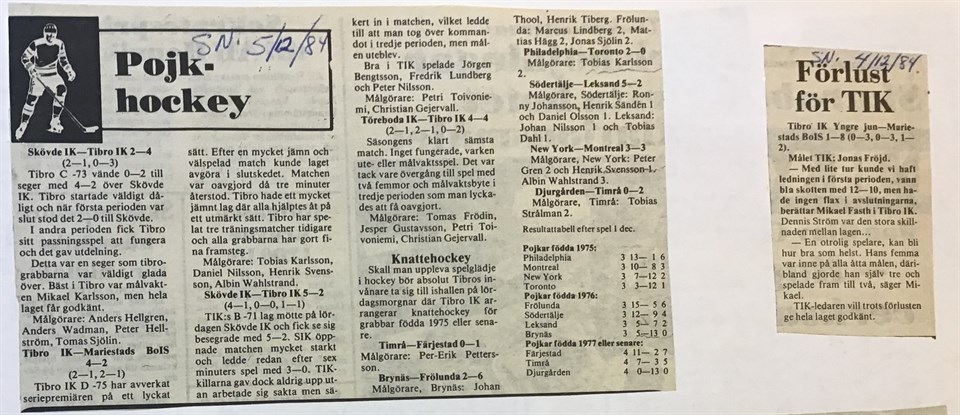 SN. 5/12/84
Pojk-
hockey
Skövde IK—Tibro IK 2—4
(2—1, 0—3)
Tibro C -73 vände 0—2 till
seger med 4—2 över Skövde
IK. Tibro startade väldigt då-
ligt och när första perioden var
slut stod det 2—0 till Skövde.
I andra perioden fick Tibro
sitt passningsspel att fungera
och det gav utdelning.
Detta var en seger som tibro-
grabbarna var väldigt glada
över. Bäst i Tibro var målvak-
ten Mikael Karlsson, men hela
laget får godkänt.
Målgörare: Anders Hellgren,
Anders Wadman, Peter Hell-
ström, Tomas Sjölin.
Tibro IK—Mariestads BoIS
4—2
(2—1, 2—1)
Tibro IK D -75 har avverkat
seriepremiären på ett lyckat
sätt. Efter en mycket jämn och
välspelad match kunde laget
avgöra i slutskedet. Matchen
var oavgjord då tre minuter
återstod. Tibro hade ett mycket
jämnt lag där alla hjälptes åt på
ett utmärkt sätt. Tibro har spe-
lat tre träningsmatcher tidigare
och alla grabbarna har gort fina
framsteg.
Målgörare: Tobias Karlsson,
Daniel Nilsson, Henrik Svens-
son, Albin Wahlstrand.
Skövde IK—Tibro IK 5—2
(4—1, 0—0, 1—1)
TIK:s B -71 lag mötte på lör-
dagen Skövde IK och fick se sig
besegrade med 5—2. SIK öpp-
nade matchen mycket starkt
och ledde redan efter sex
minuters spel med 3—0. TIK-
killarna gav dock aldrig upp ut-
an arbetade sig sakta men sä-
kert in i matchen, vilket ledde
till att man tog över komman-
dot i tredje perioden, men mål-
en uteblev.
Bra i TIK spelade Jörgen
Bengtsson, Fredrik Lundberg
och Peter Nilsson.
Målgörare: Petri Toivonie-
mi, Christian Gejervall.
Töreboda IK—Tibro IK 4—4
(2—1, 2—1, 0—2)
Säsongens klart sämsta
match. Inget fungerade, varken
ute- eller målvaktsspel. Det var
tack vare övergång till spel med
två femmor och målvaktsbyte i
tredje perioden som man lycka-
des att få oavgjort.
Målgörare: Tomas Frödin,
Jesper Gustavsson, Petri Toi-
voniemi, Christian Gejervall.
Knattehockey
Skall man uppleva spelglädje
i hockey bör absolut Tibros in-
vånare ta sig till ishallen på lör-
dagsmorgnar där Tibro IK ar-
rangerar knattehockey för
grabbar födda 1975 eller sena-
re.
Timrå—Färjestad 0—1
Målgörare: Per-Erik Petters-
son.
Brynäs—Frölunda 2—6
Målgörare, Brynäs: Johan
Thool, Henrik Tiberg. Frölun-
da: Marcus Lindberg 2, Mat-
tias Hägg 2, Jonas Sjölin 2.
Philadelphia—Toronto 2—0
Målgörare: Tobias Karlsson
2.
Södertälje—Leksand 5—2
Målgörare, Södertälje: Ron-
ny Johansson, Henrik Sandén 1
och Daniel Olsson 1. Leksand:
Johan Nilsson 1 och Tobias
Dahl 1.
New York—Montreal 3—3
Målgörare, New York: Peter
Gren 2 och Henrik Svensson 1.
Albin Wahlstrand 3.
Djurgården—Timrå 0—2
Målgörare, Timrå: Tobias
Strålman 2.
Resultattabell efter spel 1 dec.
Pojkar födda 1975:
Philadelphia 3 13— 1 6
Montreal 3 10— 8 3
New York 3 7—12 2
Toronto 3 3—12 1
Pojkar födda 1976:
Frölunda 3 15— 5 6
Södertälje 3 12— 9 4
Leksand 3 5— 7 2
Brynäs 3 5—13 0
Pojkar födda 1977 eller senare:
Färjestad 4 11— 2 7
Timrå 4 7— 3 5
Djurgården 4 0—13 0
SN. 4/12/84.
Förlust
för TIK
Tibro IK Yngre jun—Marie-
stads BoIS 1—8 (0—3, 0—3, 1—
2).
Målet TIK: Jonas Fröjd.
— Med lite tur kunde vi haft
ledningen i första perioden, vann
bla skotten med 12—10, men ha-
de ingen flax i avslutningarna,
berättar Mikael Fasth i Tibro IK.
Dennis Ström var den stora skill-
naden mellan lagen...
— En otrolig spelare, kan bli
hur bra som helst. Hans femma
var inne på alla åtta målen, där-
ibland gjorde han själv tre och
spelade fram till två, säger Mi-
kael.
TIK-ledaren vill trots förlusten
ge hela laget godkänt.